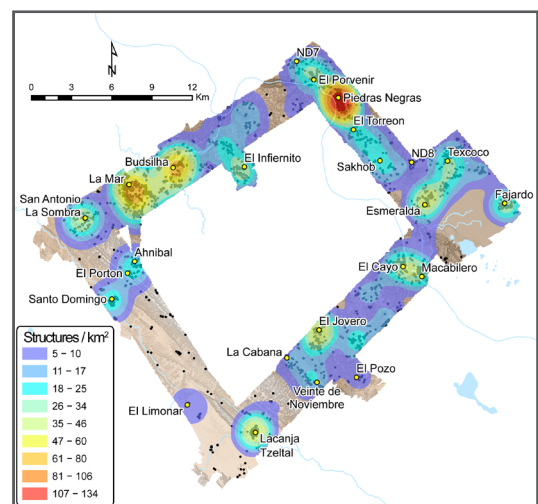 N
0 3 6 12
Km
ND7
El Porvenir
Piedras Negras
El Torreon
ND8
Texcoco
Sakhob
El Infiernito
Budsilha
La Mar
San Antonio
La Sombra
Esmeralda
Fajardo
Ahnibal
El Porton
Santo Domingo
El Cayo
Macabilero
El Jovero
La Cabana
El Pozo
Veinte de
Noviembre
El Limonar
Lacanja
Tzeltal
Structures / km²
5 – 10
11 – 17
18 – 25
26 – 34
35 – 46
47 – 60
61 – 80
81 – 106
107 – 134